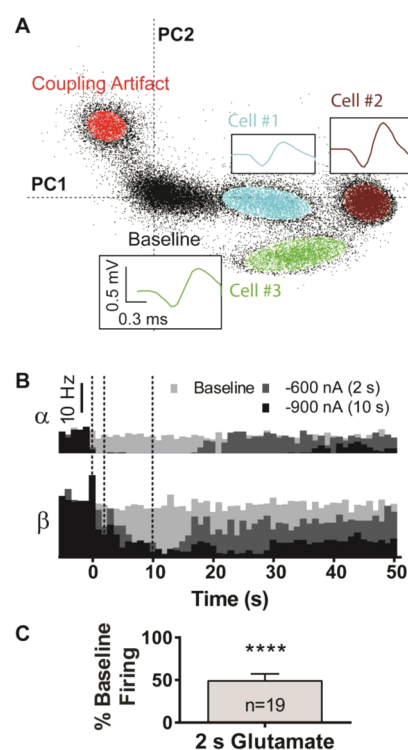 A
PC2
Coupling Artifact
Cell #1
Cell #2
PC1
Baseline
0.5 mV
0.3 ms
Cell #3
B
10 Hz
Baseline
-600 nA (2 s)
-900 nA (10 s)
α
β
0 10 20 30 40 50
Time (s)
C
% Baseline
Firing
100
50
0
****
n=19
2 s Glutamate